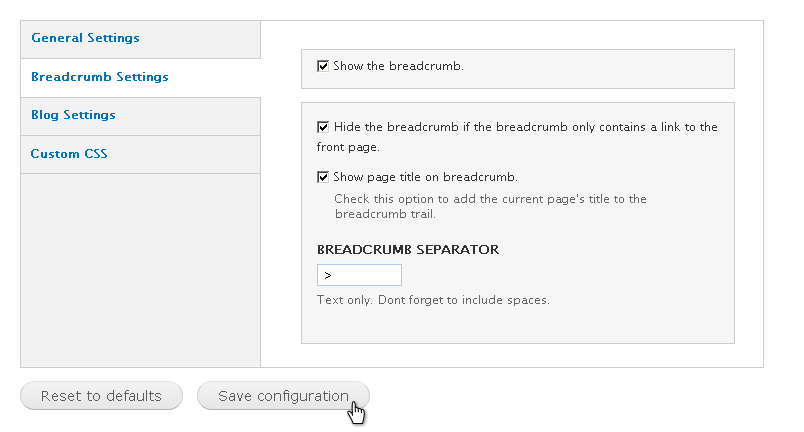 General Settings
Breadcrumb Settings
Blog Settings
Custom CSS
Show the breadcrumb.
Hide the breadcrumb if the breadcrumb only contains a link to the
front page.
Show page title on breadcrumb.
Check this option to add the current page's title to the
breadcrumb trail.
BREADCRUMB SEPARATOR
>
Text only. Dont forget to include spaces.
Reset to defaults
Save configuration